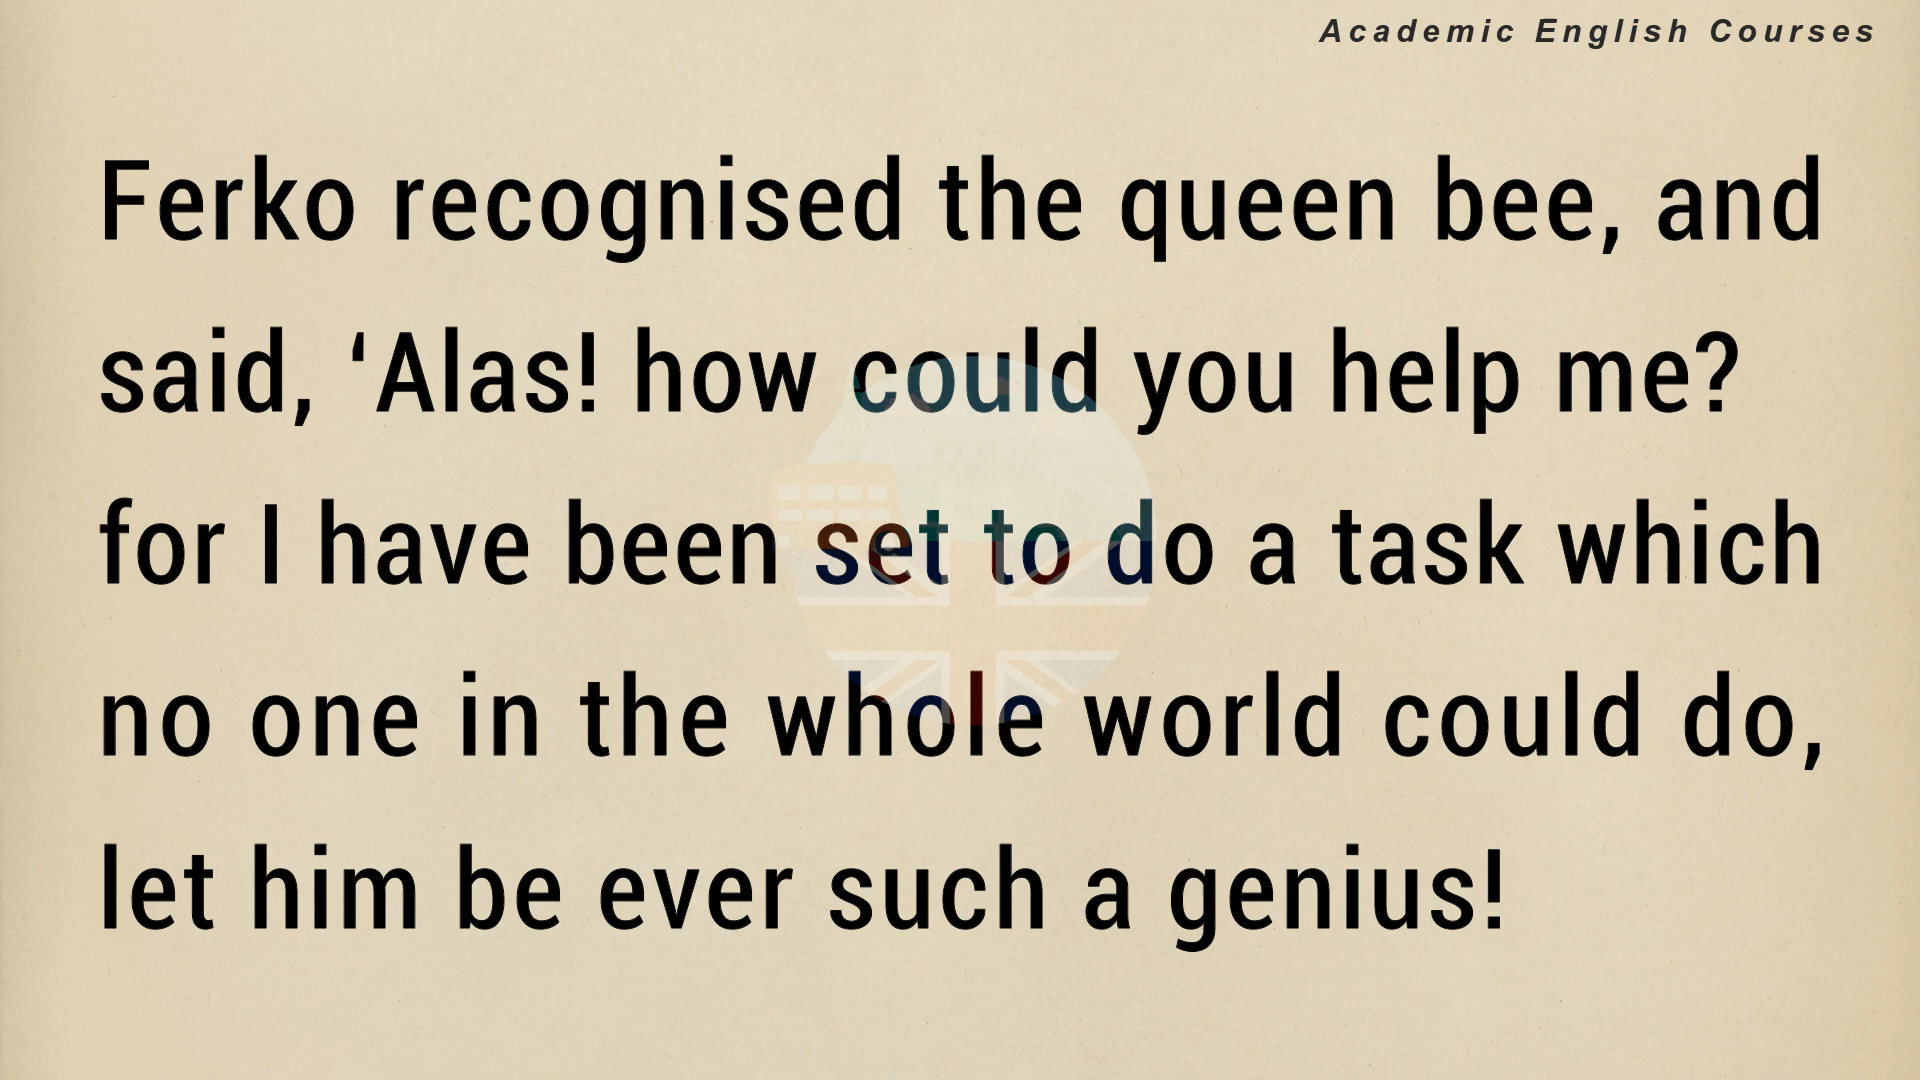 Academic English Courses
Ferko recognised the queen bee, and
said, ‘Alas! how could you help me?
for I have been set to do a task which
no one in the whole world could do,
let him be ever such a genius!